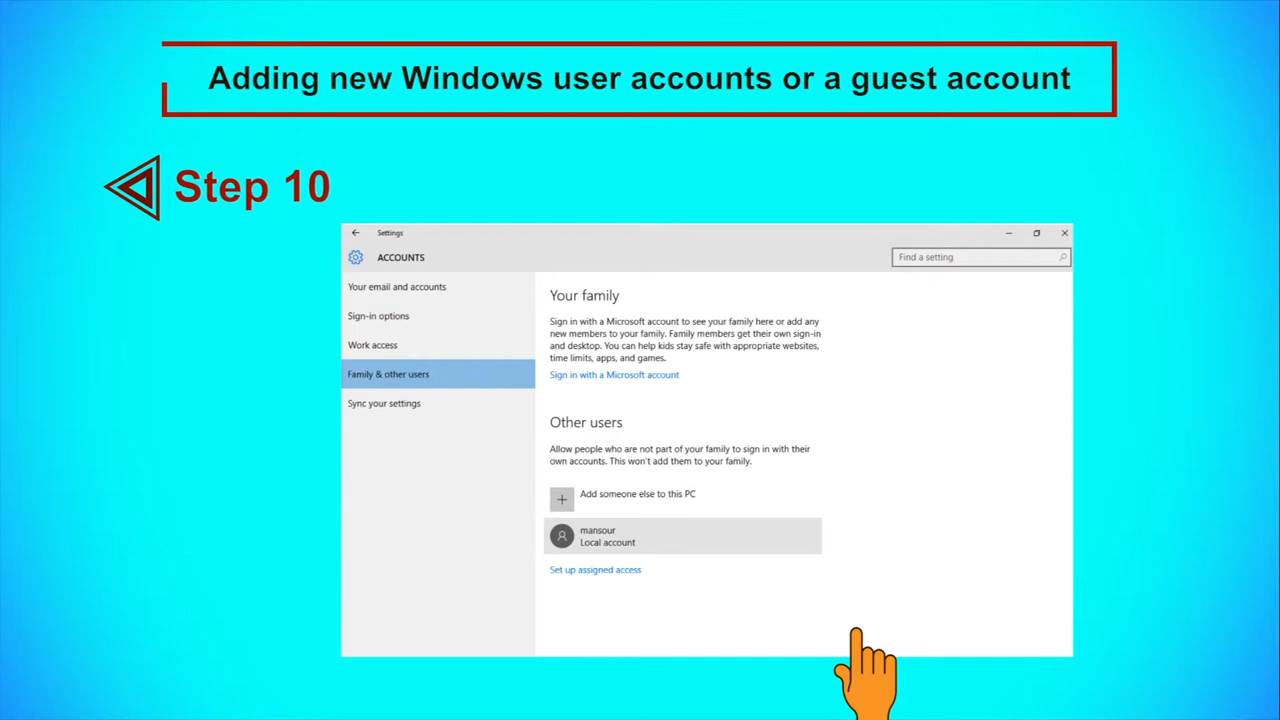 Adding new Windows user accounts or a guest account
Step 10
Settings
ACCOUNTS
Find a setting
Your email and accounts
Sign-in options
Work access
Family & other users
Sync your settings
Your family
Sign in with a Microsoft account to see your family here or add any
new members to your family. Family members get their own sign-in
and desktop. You can help kids stay safe with appropriate websites,
time limits, apps, and games.
Sign in with a Microsoft account
Other users
Allow people who are not part of your family to sign in with their
own accounts. This won't add them to your family.
Add someone else to this PC
mansour
Local account
Set up assigned access